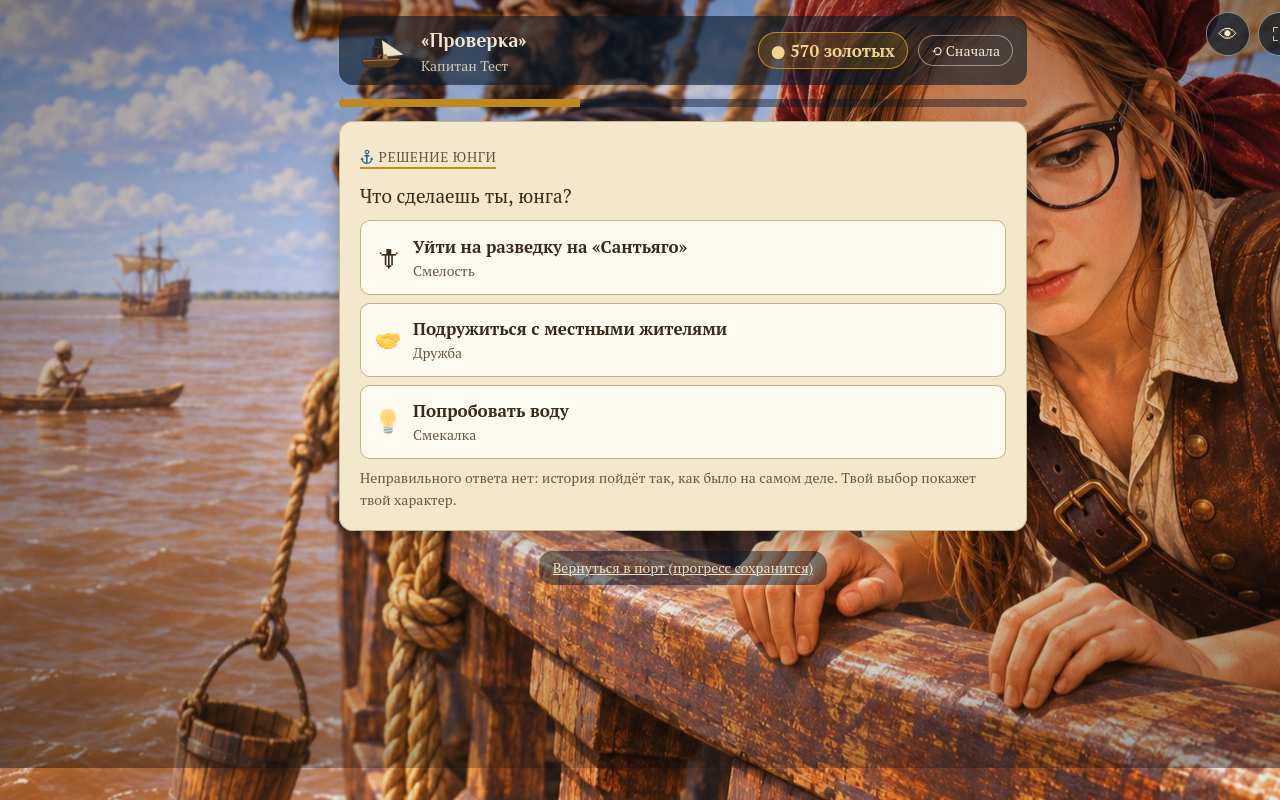 «Проверка»
Капитан Тест
570 золотых
⟲ Сначала
⚓ РЕШЕНИЕ ЮНГИ
Что сделаешь ты, юнга?
Уйти на разведку на «Сантьяго»
Смелость
Подружиться с местными жителями
Дружба
Попробовать воду
Смекалка
Неправильного ответа нет: история пойдёт так, как было на самом деле. Твой выбор покажет
твой характер.
Вернуться в порт (прогресс сохранится)